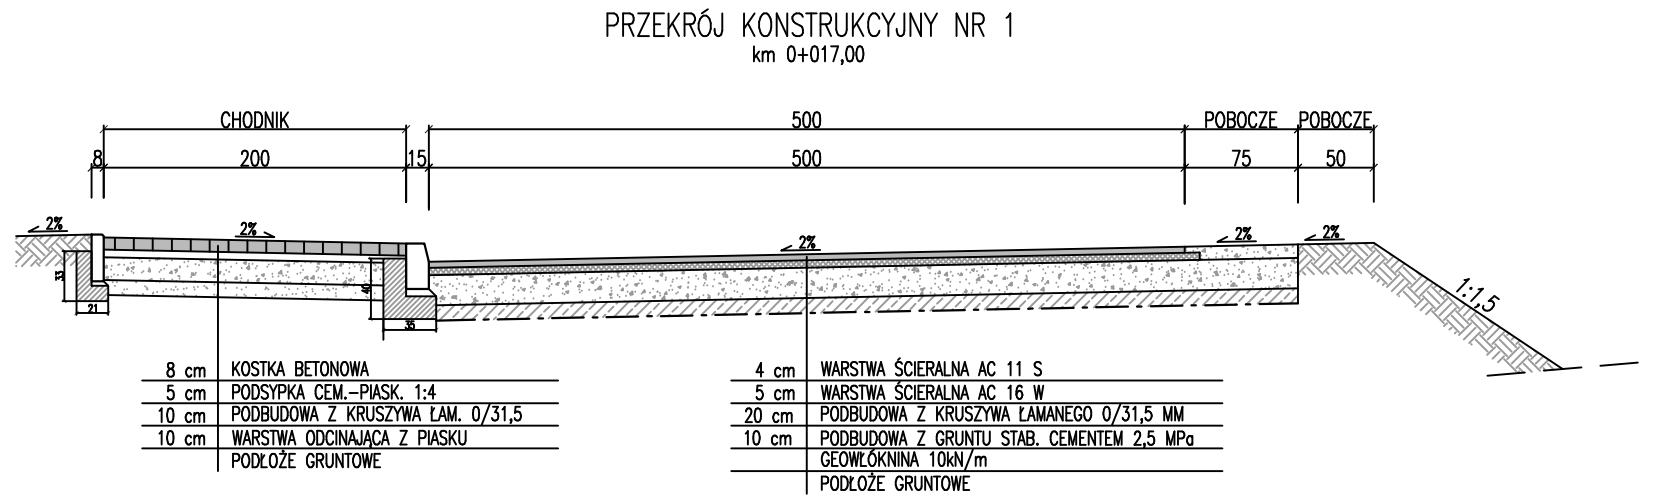 PRZEKRÓJ KONSTRUKCYJNY NR 1
km 0+017,00
CHODNIK 500 POBOCZE POBOCZE
8 200 15 500 75 50
2% 2% 2% 2% 2%
33
21
40
35
1:1,5
8 cm KOSTKA BETONOWA
5 cm PODSYPKA CEM.-PIASK. 1:4
10 cm PODBUDOWA Z KRUSZYWA ŁAM. 0/31,5
10 cm WARSTWA ODCINAJĄCA Z PIASKU
PODŁOŻE GRUNTOWE
4 cm WARSTWA ŚCIERALNA AC 11 S
5 cm WARSTWA ŚCIERALNA AC 16 W
20 cm PODBUDOWA Z KRUSZYWA ŁAMANEGO 0/31,5 MM
10 cm PODBUDOWA Z GRUNTU STAB. CEMENTEM 2,5 MPa
GEOWŁÓKNINA 10kN/m
PODŁOŻE GRUNTOWE